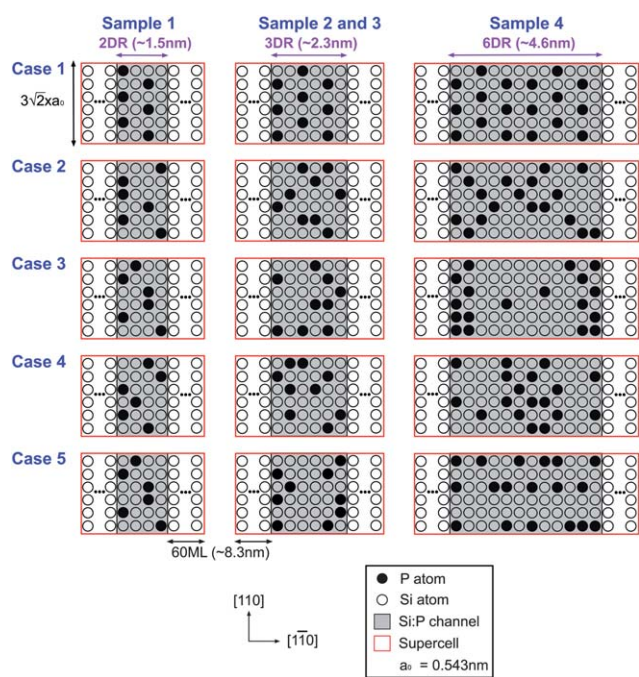 Sample 1 Sample 2 and 3 Sample 4
2DR (~1.5nm) 3DR (~2.3nm) 6DR (~4.6nm)
Case 1
3√2xa₀
... ... ... ... ... ...
Case 2
... ... ... ... ... ...
Case 3
... ... ... ... ... ...
Case 4
... ... ... ... ... ...
Case 5
... ... ... ... ... ...
60ML (~8.3nm)
[110]
[11̅0]
P atom
Si atom
Si:P channel
Supercell
a₀ = 0.543nm